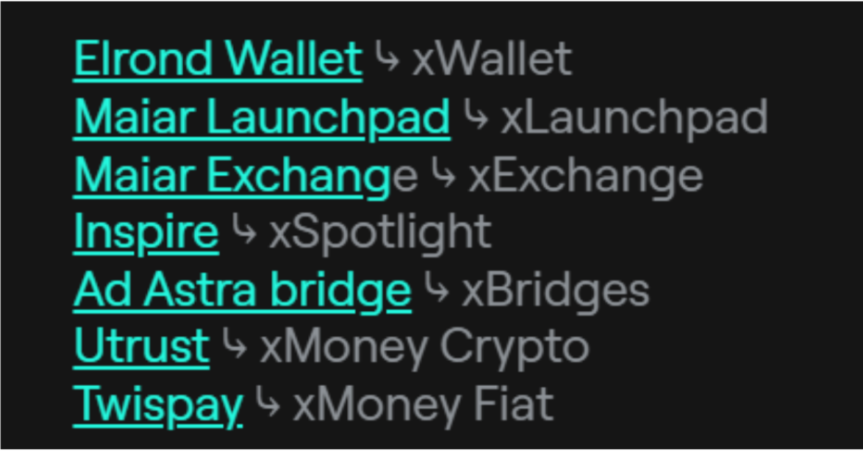 Elrond Wallet ↳ xWallet
Maiar Launchpad ↳ xLaunchpad
Maiar Exchange ↳ xExchange
Inspire ↳ xSpotlight
Ad Astra bridge ↳ xBridges
Utrust ↳ xMoney Crypto
Twispay ↳ xMoney Fiat